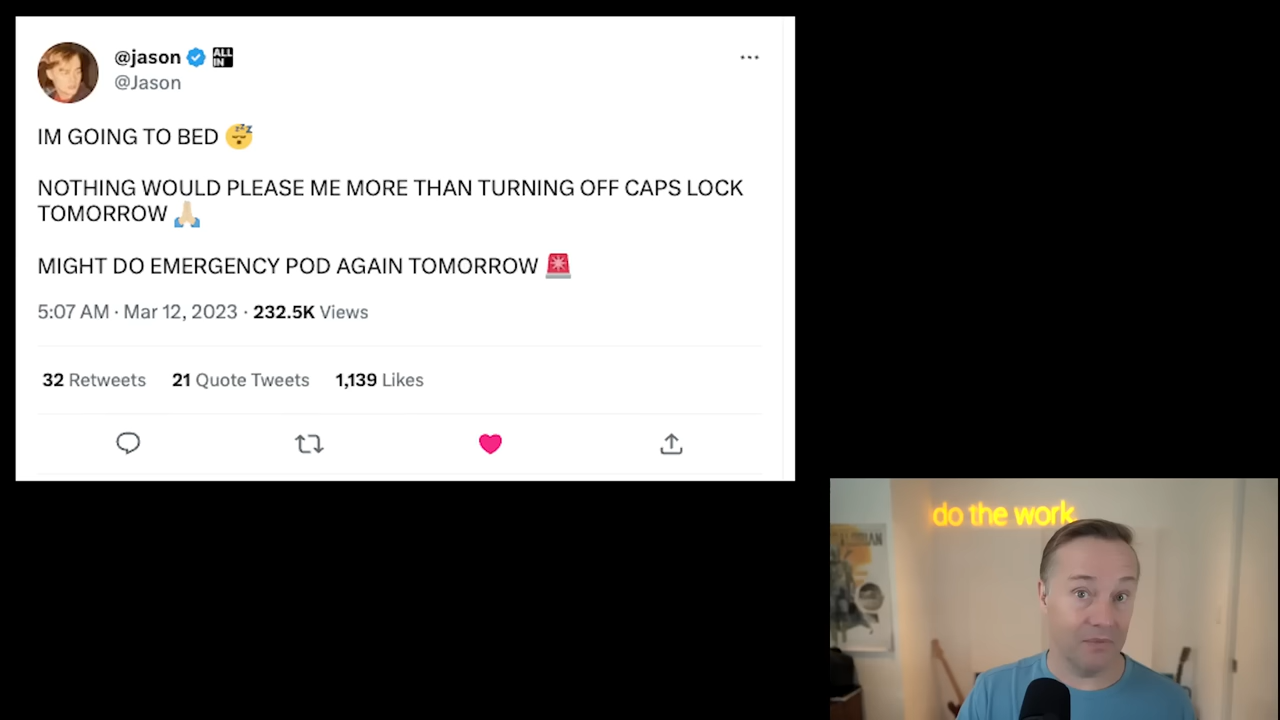 @jason ALL IN
@Jason
IM GOING TO BED 😴
NOTHING WOULD PLEASE ME MORE THAN TURNING OFF CAPS LOCK
TOMORROW 🙏🏼
MIGHT DO EMERGENCY POD AGAIN TOMORROW 🚨
5:07 AM · Mar 12, 2023 · 232.5K Views
32 Retweets 21 Quote Tweets 1,139 Likes
do the work